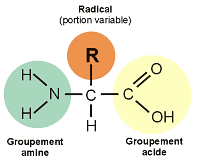 Radical
(portion variable)
R
O
H
N
C
C
H
H
OH
Groupement
amine
Groupement
acide